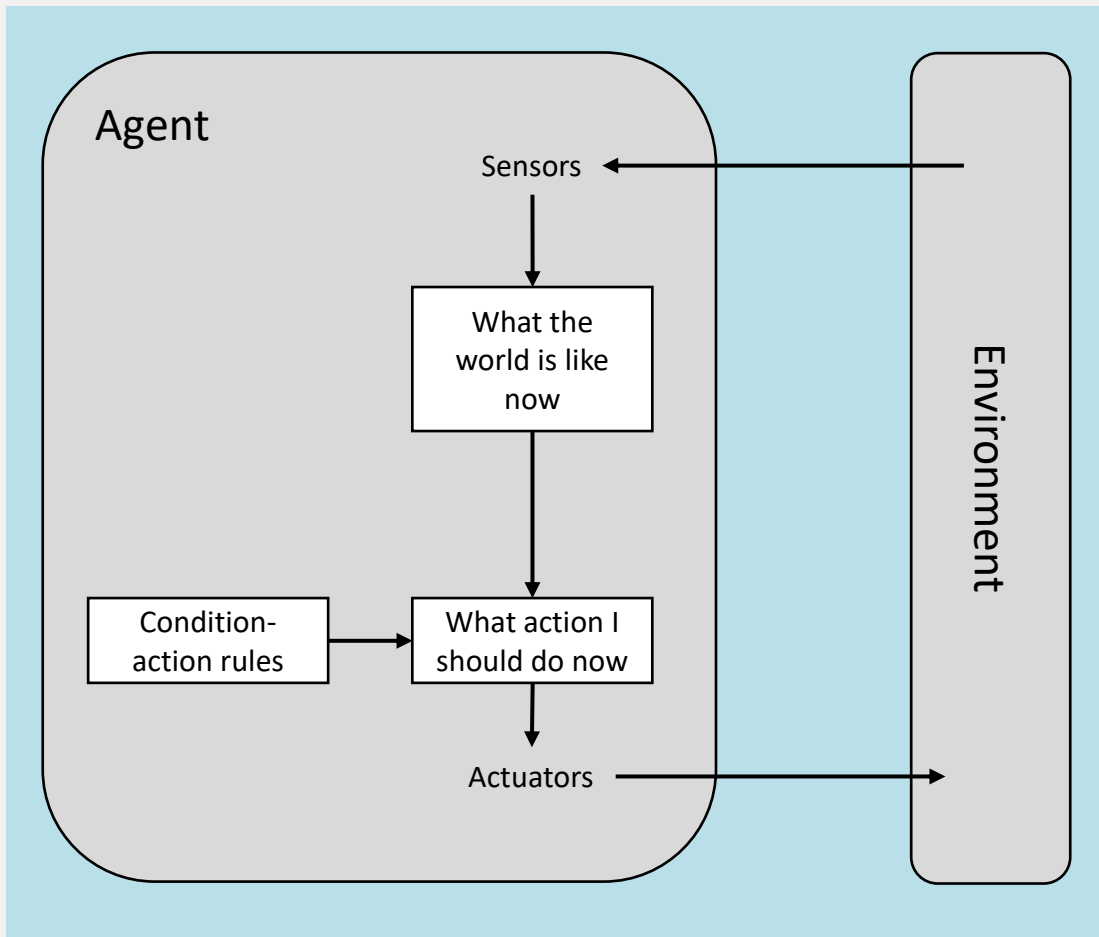 Agent
Sensors
What the
world is like
now
Condition-
action rules
What action I
should do now
Actuators
Environment